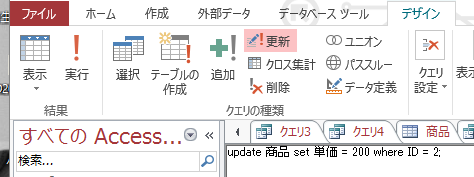 ファイル ホーム 作成 外部データ データベース ツール デザイン
表示 実行 選択 テーブルの作成 追加 更新 クロス集計 削除 ユニオン パススルー データ定義 クエリ設定 表示
結果 クエリの種類
すべての Access... クエリ3 クエリ4 商品
検索...
update 商品 set 単価 = 200 where ID = 2;